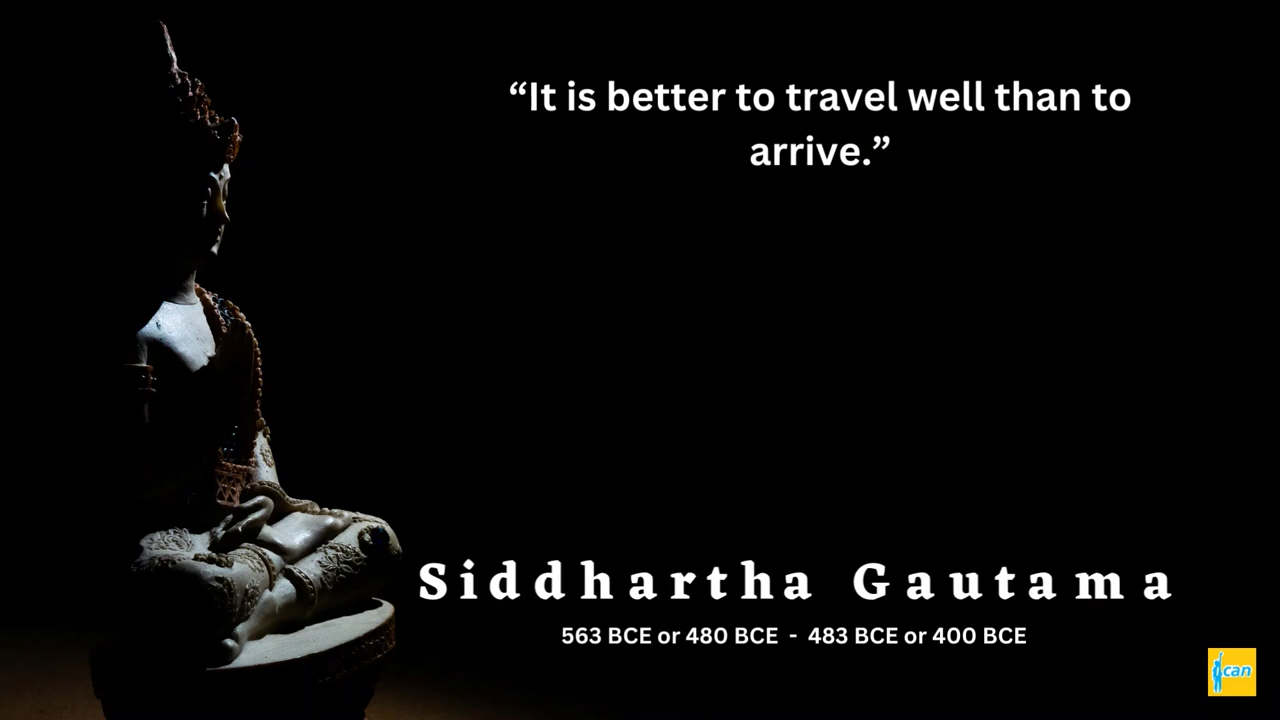 “It is better to travel well than to
arrive.”
Siddhartha Gautama
563 BCE or 480 BCE - 483 BCE or 400 BCE
can